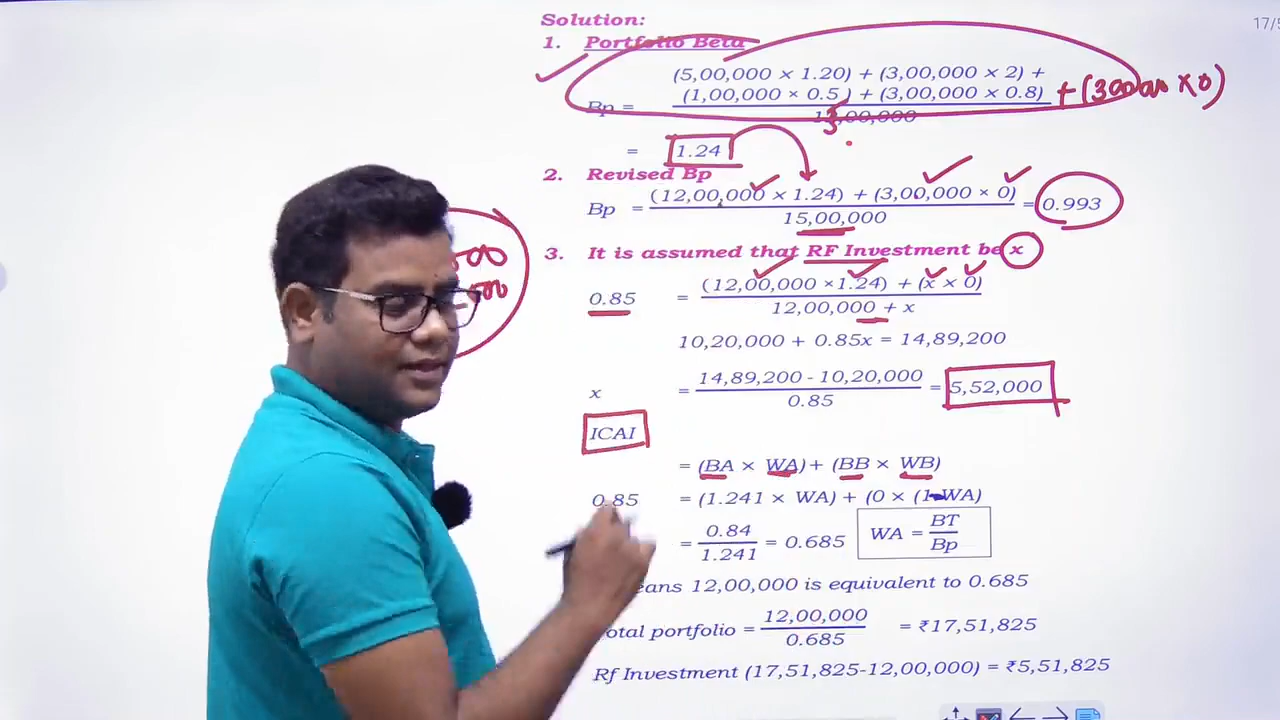 17/5
Solution:
1. Portfolio Beta
(5,00,000 × 1.20) + (3,00,000 × 2) +
Bp = (1,00,000 × 0.5) + (3,00,000 × 0.8) + (300000 × 0)
12,00,000
3
= 1.24
2. Revised Bp
Bp = (12,00,000 × 1.24) + (3,00,000 × 0) = 0.993
15,00,000
3. It is assumed that RF Investment be x
0.85 = (12,00,000 ×1.24) + (x × 0)
12,00,000 + x
10,20,000 + 0.85x = 14,89,200
x = 14,89,200 - 10,20,000 = 5,52,000
0.85
ICAI
= (BA × WA)+ (BB × WB)
0.85 = (1.241 × WA) + (0 × (1-WA)
= 0.84 = 0.685 WA = BT
1.241 Bp
eans 12,00,000 is equivalent to 0.685
otal portfolio = 12,00,000 = ₹17,51,825
0.685
Rf Investment (17,51,825-12,00,000) = ₹5,51,825